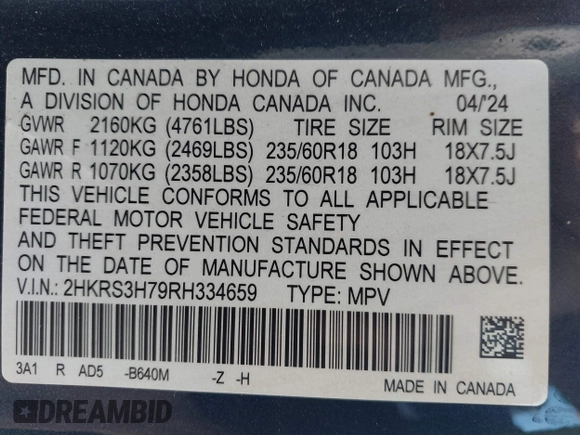 MFD. IN CANADA BY HONDA OF CANADA MFG.,
A DIVISION OF HONDA CANADA INC. 04/'24
GVWR 2160KG (4761LBS) TIRE SIZE RIM SIZE
GAWR F 1120KG (2469LBS) 235/60R18 103H 18X7.5J
GAWR R 1070KG (2358LBS) 235/60R18 103H 18X7.5J
THIS VEHICLE CONFORMS TO ALL APPLICABLE
FEDERAL MOTOR VEHICLE SAFETY
AND THEFT PREVENTION STANDARDS IN EFFECT
ON THE DATE OF MANUFACTURE SHOWN ABOVE.
V.I.N.: 2HKRS3H79RH334659 TYPE: MPV
3A1 R AD5 -B640M -Z -H
MADE IN CANADA
DREAMBID